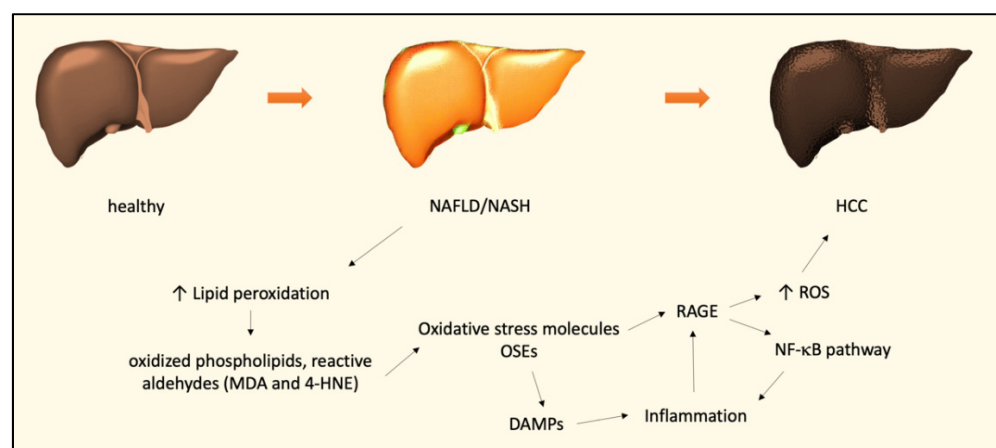 healthy
NAFLD/NASH
HCC
↑ Lipid peroxidation
oxidized phospholipids, reactive
aldehydes (MDA and 4-HNE)
Oxidative stress molecules
OSEs
DAMPs
RAGE
Inflammation
↑ ROS
NF-κB pathway